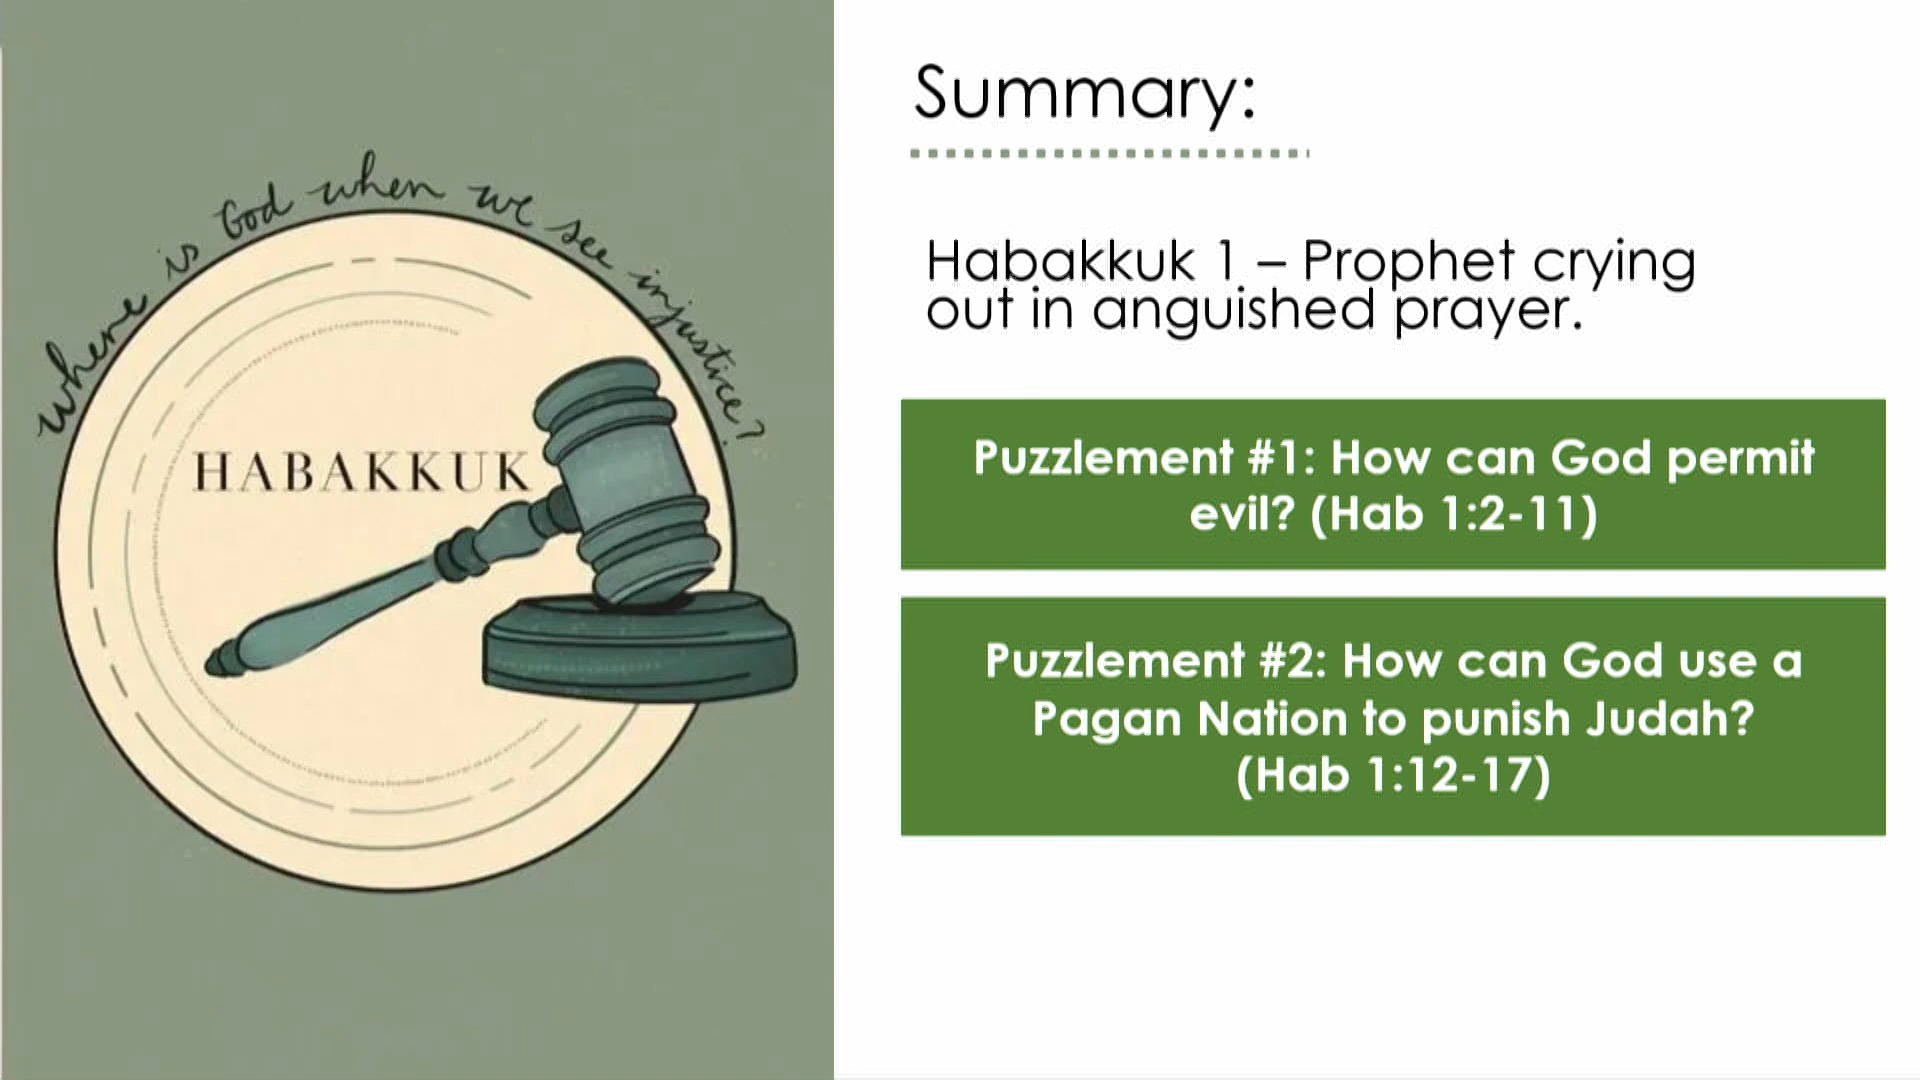 where is God when we see injustice?
HABAKKUK
Summary:
Habakkuk 1 – Prophet crying
out in anguished prayer.
Puzzlement #1: How can God permit
evil? (Hab 1:2-11)
Puzzlement #2: How can God use a
Pagan Nation to punish Judah?
(Hab 1:12-17)